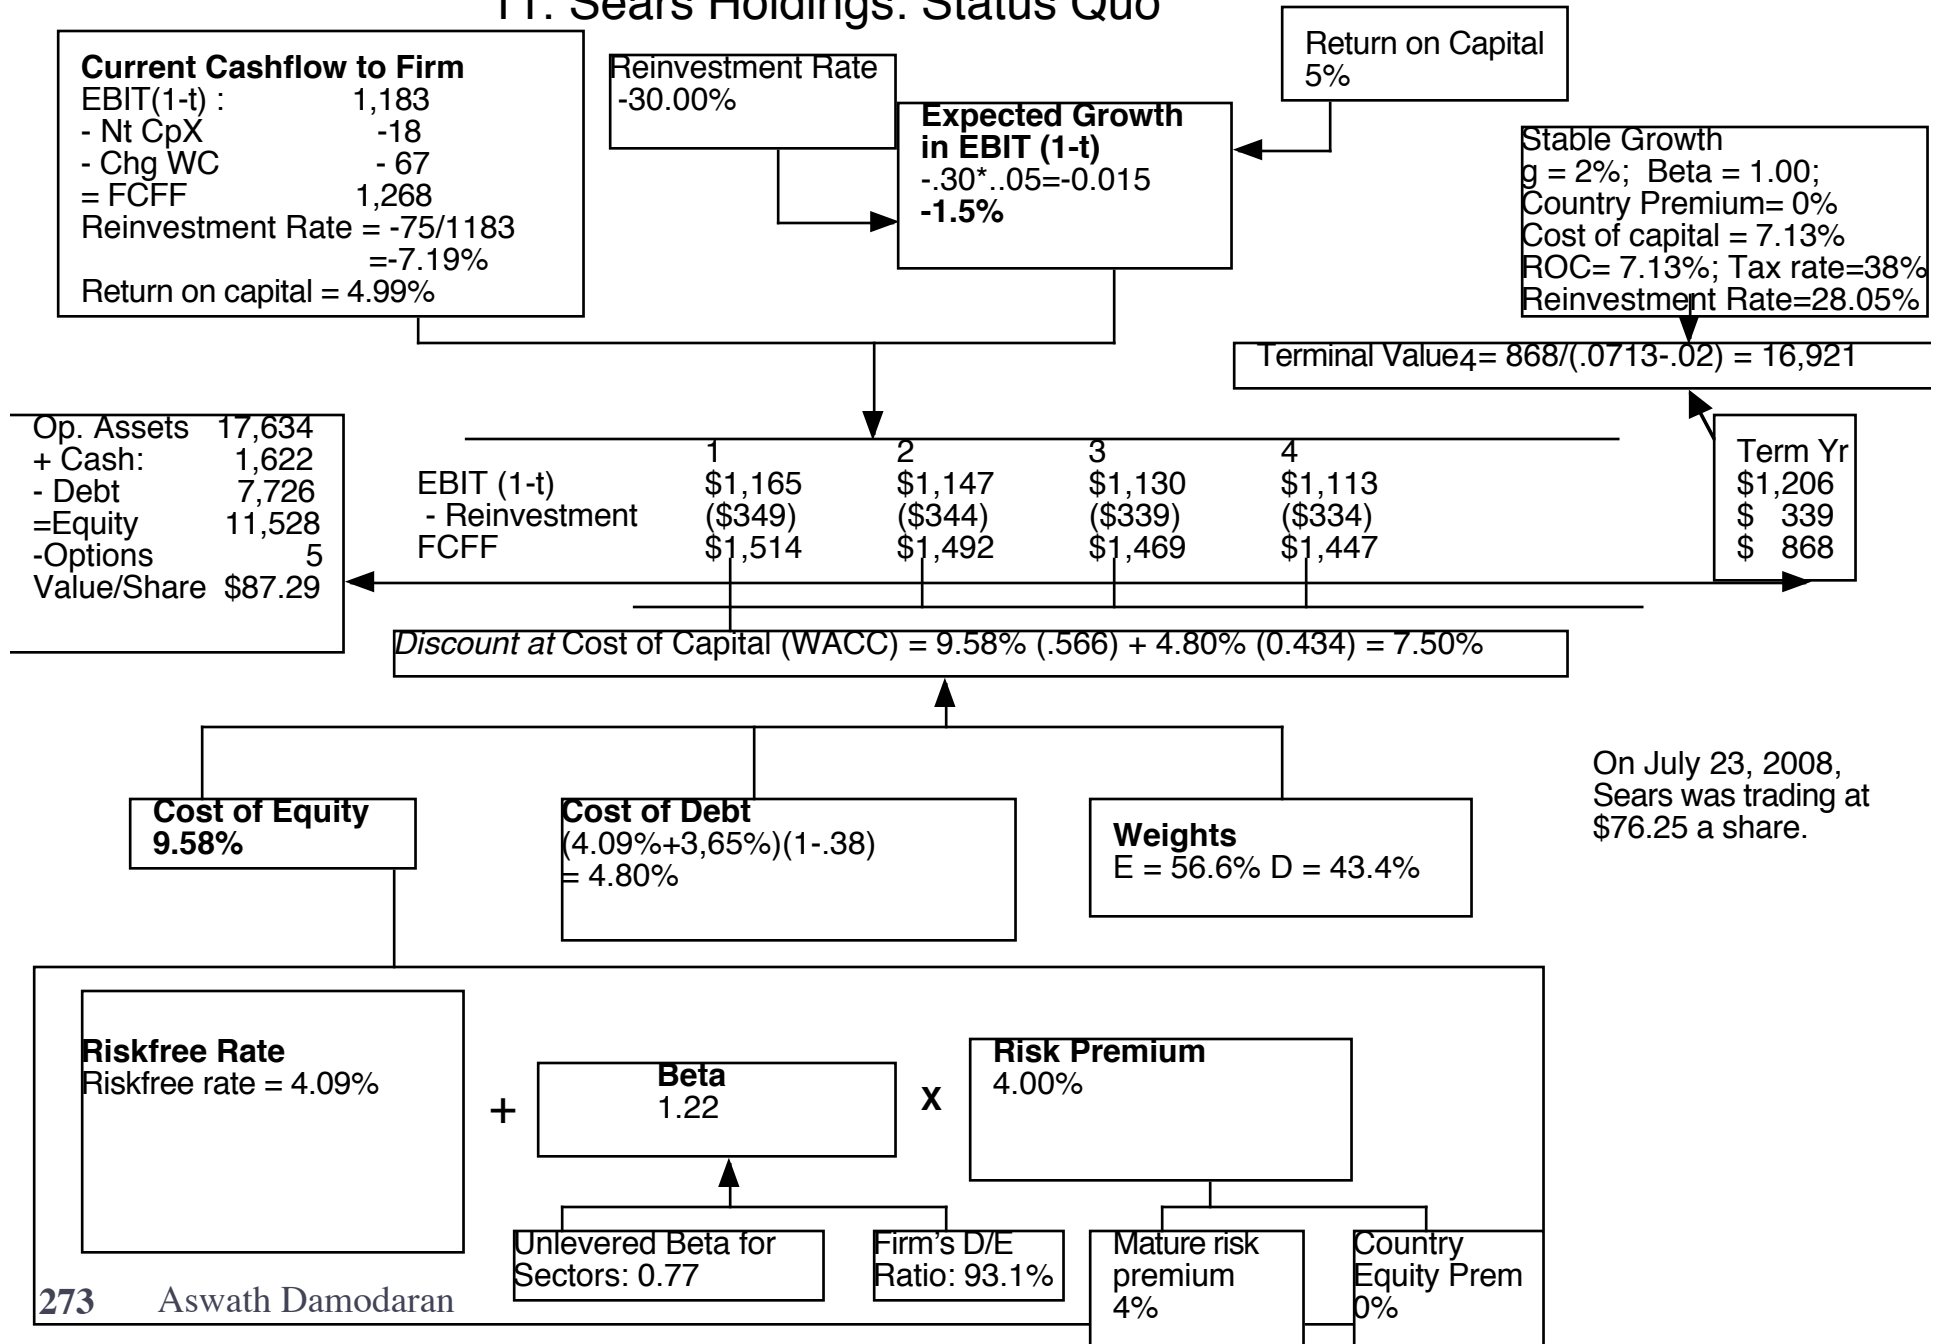 11. Sears Holdings: Status Quo
Current Cashflow to Firm
EBIT(1-t) : 1,183
- Nt CpX -18
- Chg WC - 67
= FCFF 1,268
Reinvestment Rate = -75/1183
=-7.19%
Return on capital = 4.99%
Reinvestment Rate
-30.00%
Expected Growth
in EBIT (1-t)
-.30*..05=-0.015
-1.5%
Return on Capital
5%
Stable Growth
g = 2%; Beta = 1.00;
Country Premium= 0%
Cost of capital = 7.13%
ROC= 7.13%; Tax rate=38%
Reinvestment Rate=28.05%
Terminal Value4= 868/(.0713-.02) = 16,921
Op. Assets 17,634
+ Cash: 1,622
- Debt 7,726
=Equity 11,528
-Options 5
Value/Share $87.29
1 2 3 4
EBIT (1-t) $1,165 $1,147 $1,130 $1,113
- Reinvestment ($349) ($344) ($339) ($334)
FCFF $1,514 $1,492 $1,469 $1,447
Term Yr
$1,206
$ 339
$ 868
Discount at Cost of Capital (WACC) = 9.58% (.566) + 4.80% (0.434) = 7.50%
On July 23, 2008,
Sears was trading at
$76.25 a share.
Cost of Equity
9.58%
Cost of Debt
(4.09%+3,65%)(1-.38)
= 4.80%
Weights
E = 56.6% D = 43.4%
Riskfree Rate
Riskfree rate = 4.09%
+
Beta
1.22
X
Risk Premium
4.00%
Unlevered Beta for
Sectors: 0.77
Firm's D/E
Ratio: 93.1%
Mature risk
premium
4%
Country
Equity Prem
0%
273 Aswath Damodaran